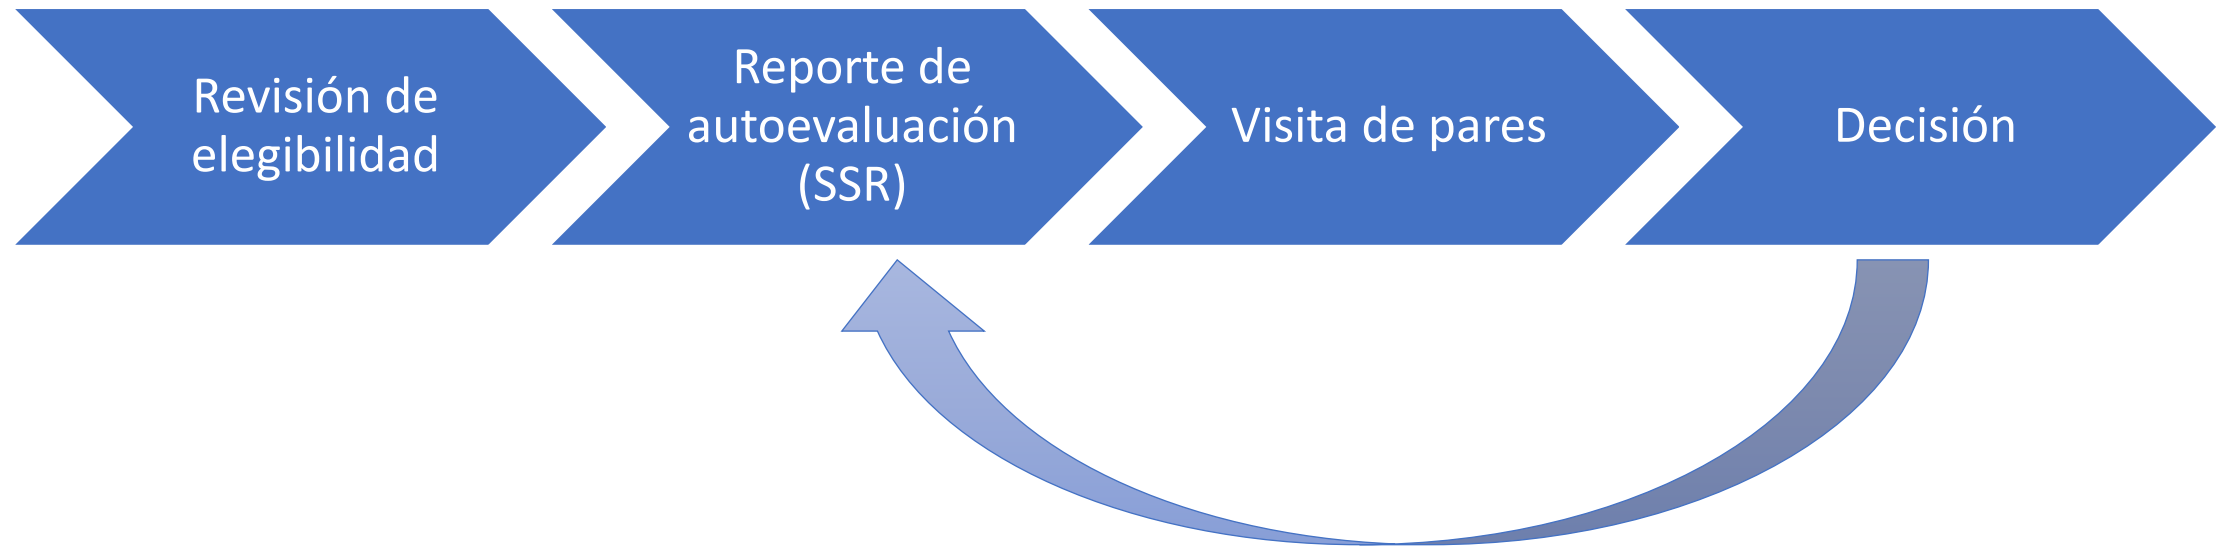 Revisión de
elegibilidad
Reporte de
autoevaluación
(SSR)
Visita de pares
Decisión